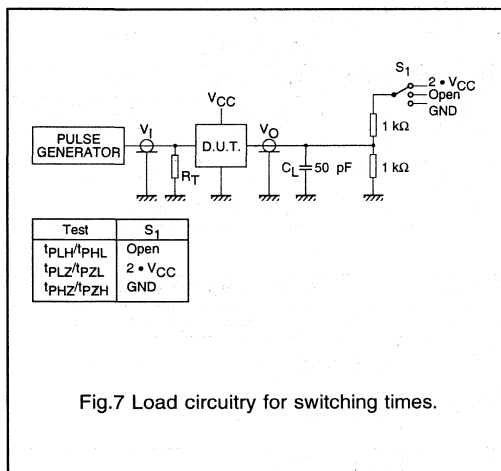 S1
2 • VCC
Open
GND
VCC
PULSE
GENERATOR
VI
D.U.T.
VO
RT
CL 50 pF
1 kΩ
1 kΩ
Test S1
tPLH/tPHL Open
tPLZ/tPZL 2 • VCC
tPHZ/tPZH GND
Fig.7 Load circuitry for switching times.